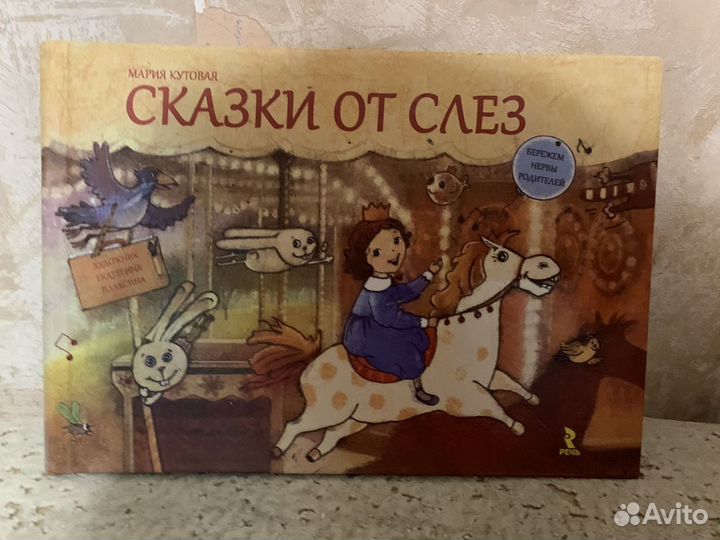 МАРИЯ КУТОВАЯ
СКАЗКИ ОТ СЛЕЗ
БЕРЕЖЕМ
НЕРВЫ
РОДИТЕЛЕЙ
ХУДОЖНИК
ЕКАТЕРИНА
ПЛАКСИНА
РЕЧЬ
Avito